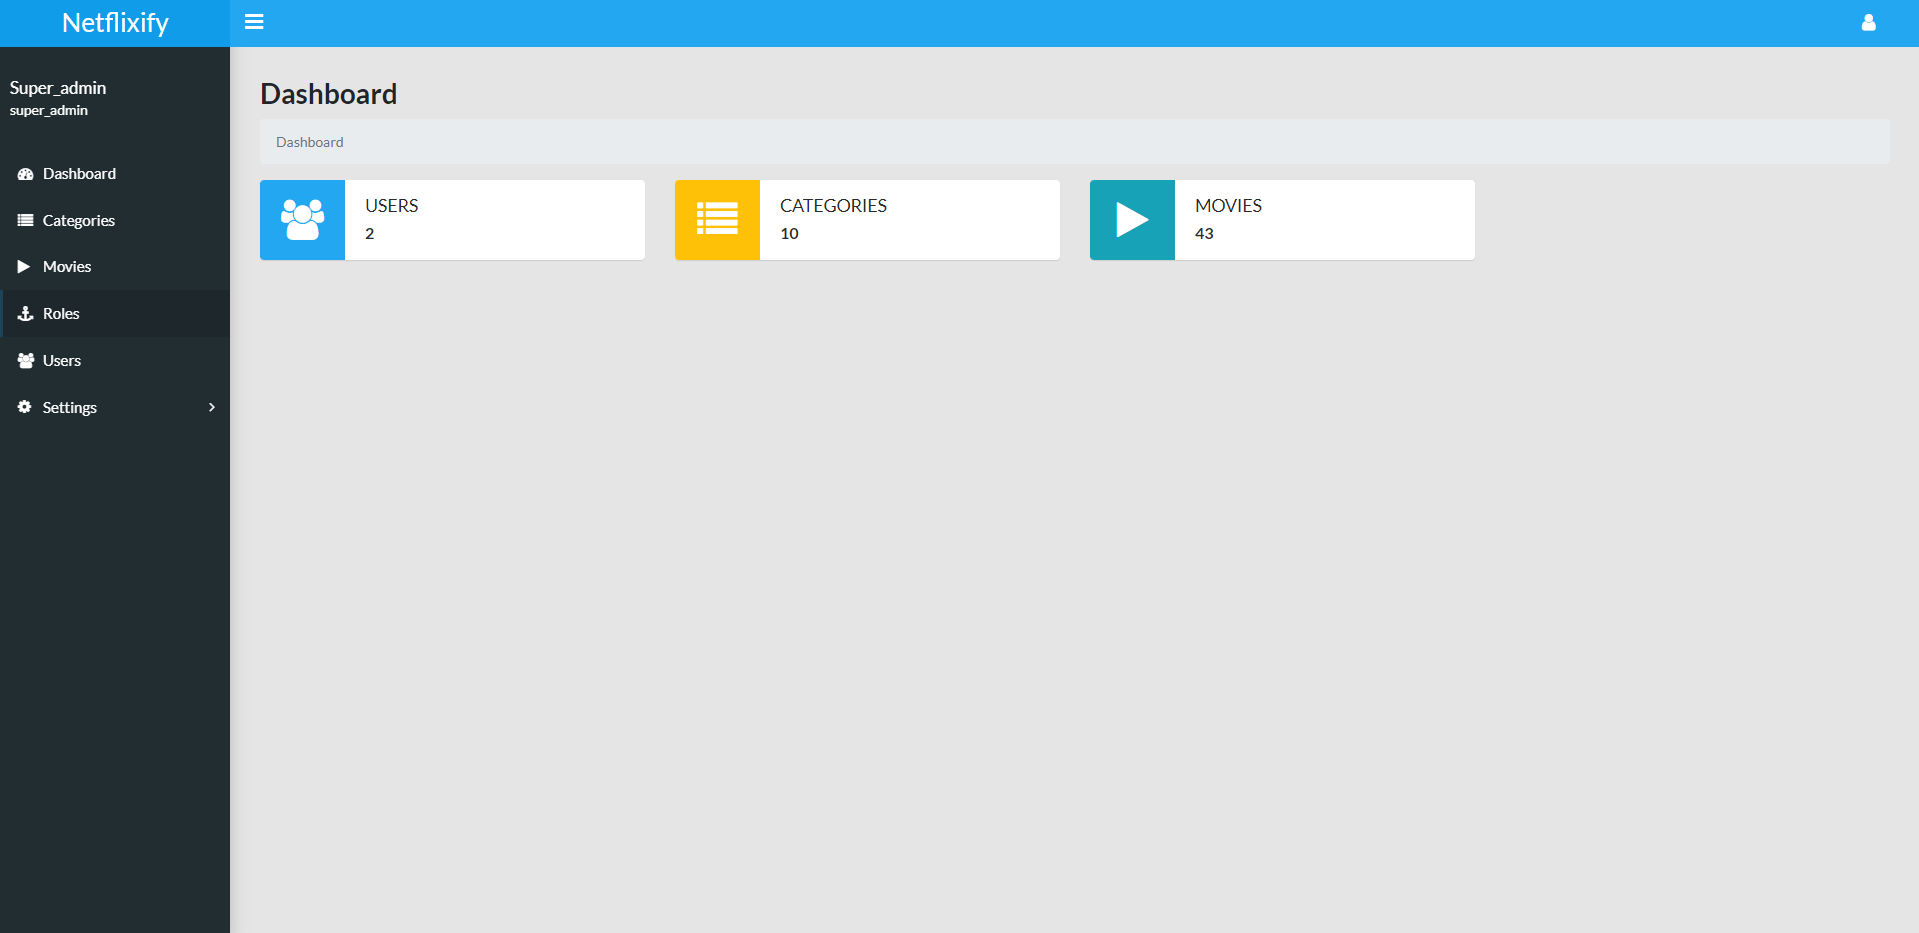 Netflixify
Super_admin
super_admin
Dashboard
Categories
Movies
Roles
Users
Settings
Dashboard
Dashboard
USERS
2
CATEGORIES
10
MOVIES
43